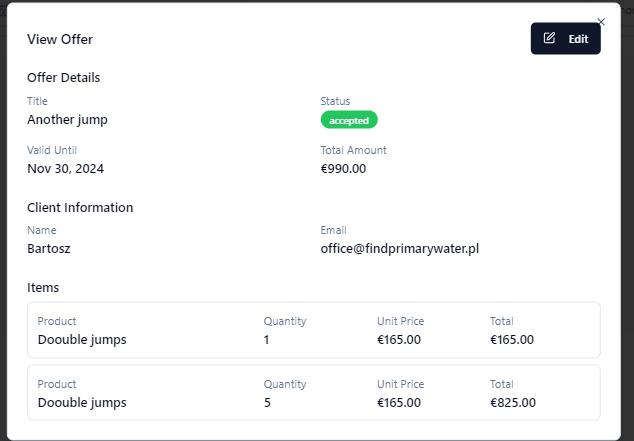 View Offer
Edit
Offer Details
Title
Status
Another jump
accepted
Valid Until
Total Amount
Nov 30, 2024
€990.00
Client Information
Name
Email
Bartosz
office@findprimarywater.pl
Items
Product Quantity Unit Price Total
Doouble jumps 1 €165.00 €165.00
Product Quantity Unit Price Total
Doouble jumps 5 €165.00 €825.00